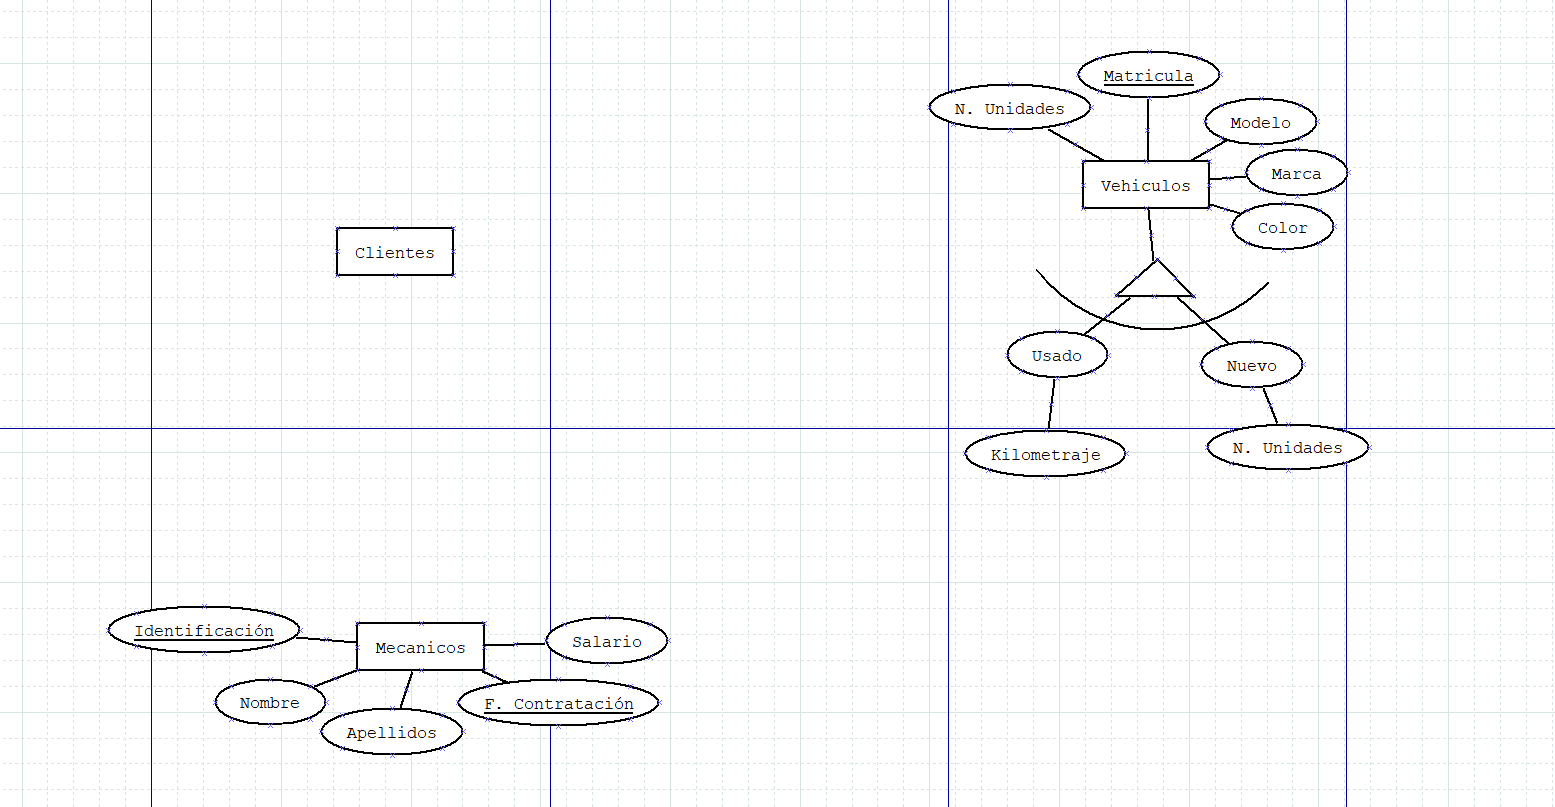 Matricula
N. Unidades
Modelo
Marca
Vehiculos
Color
Clientes
Usado
Nuevo
Kilometraje
N. Unidades
Identificación
Mecanicos
Salario
Nombre
F. Contratación
Apellidos